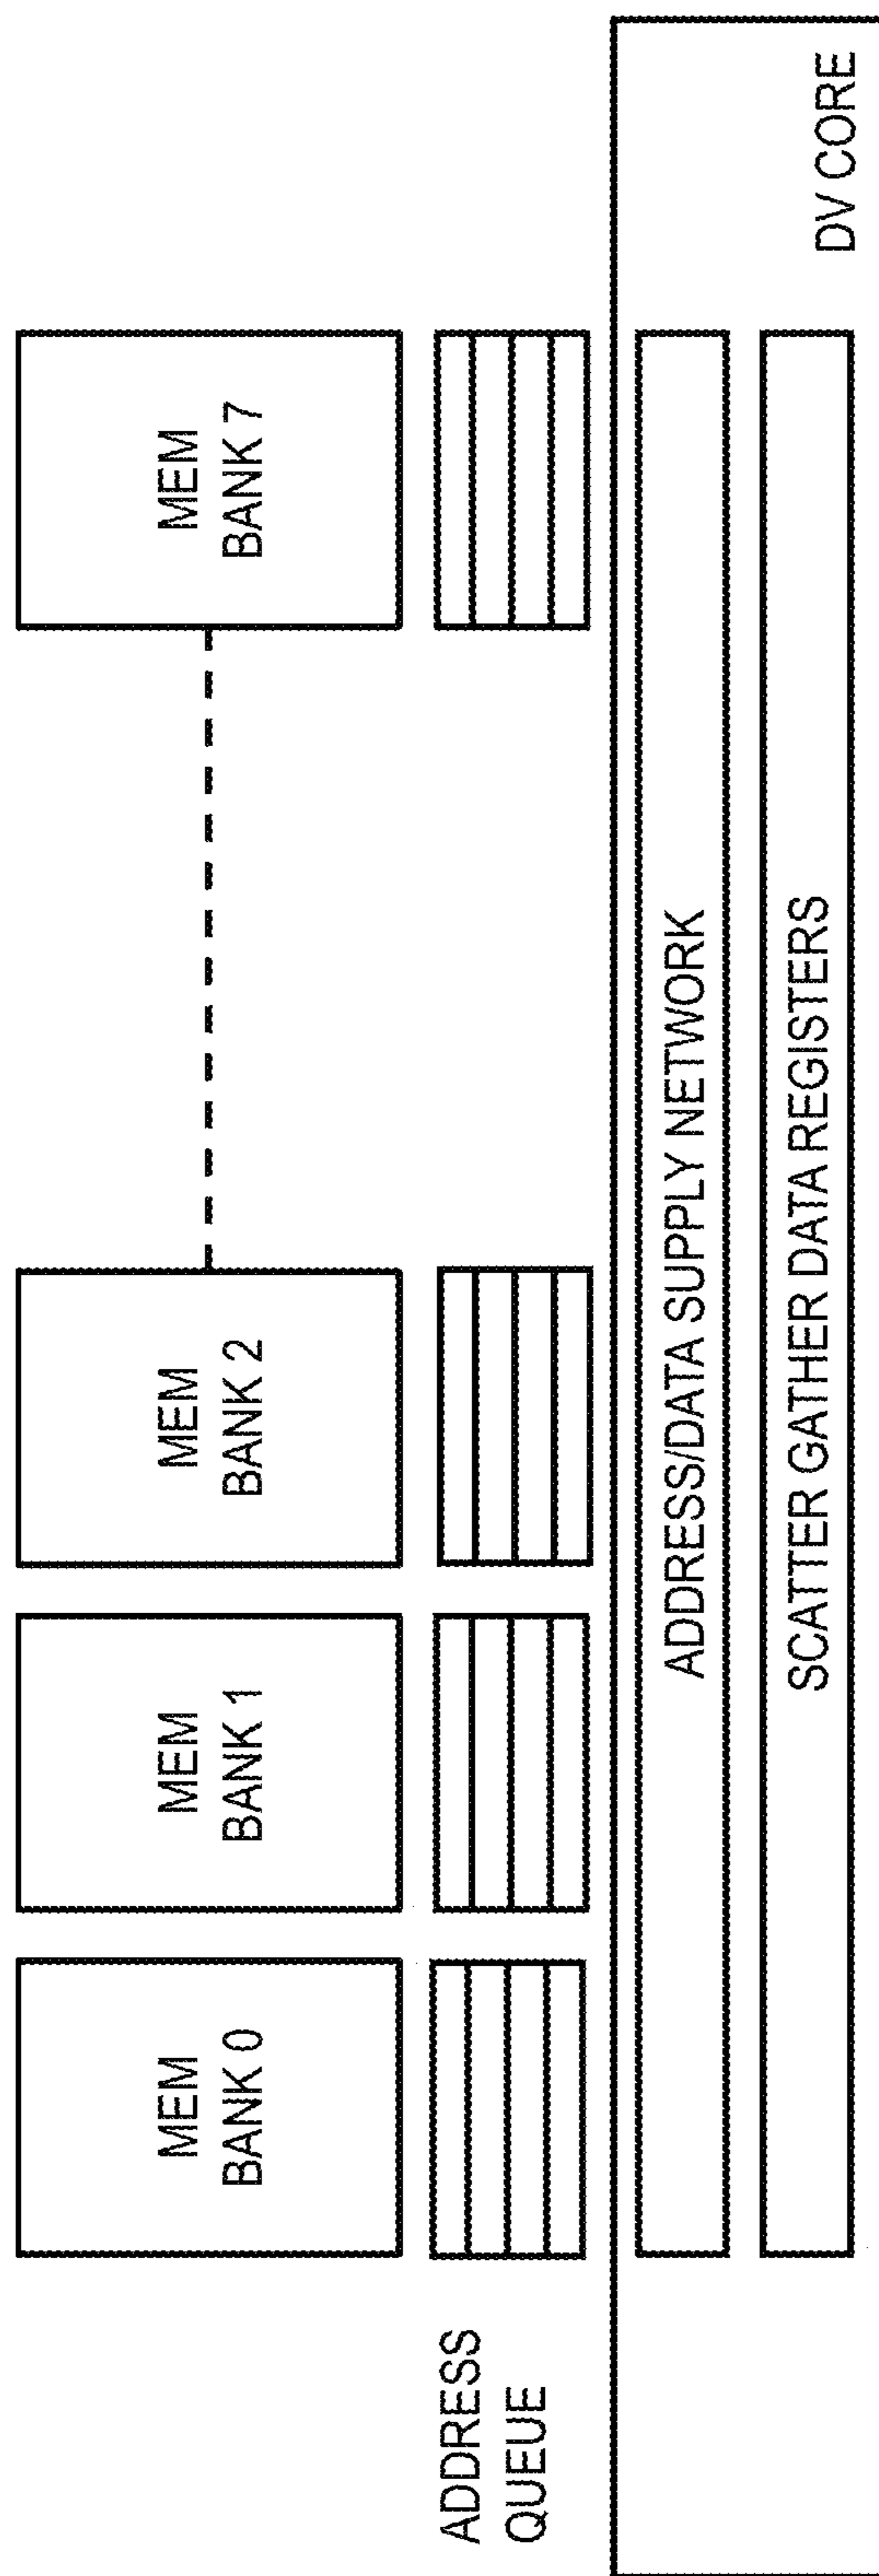 MEM
BANK 0
MEM
BANK 1
MEM
BANK 2
MEM
BANK 7
ADDRESS
QUEUE
ADDRESS/DATA SUPPLY NETWORK
SCATTER GATHER DATA REGISTERS
DV CORE